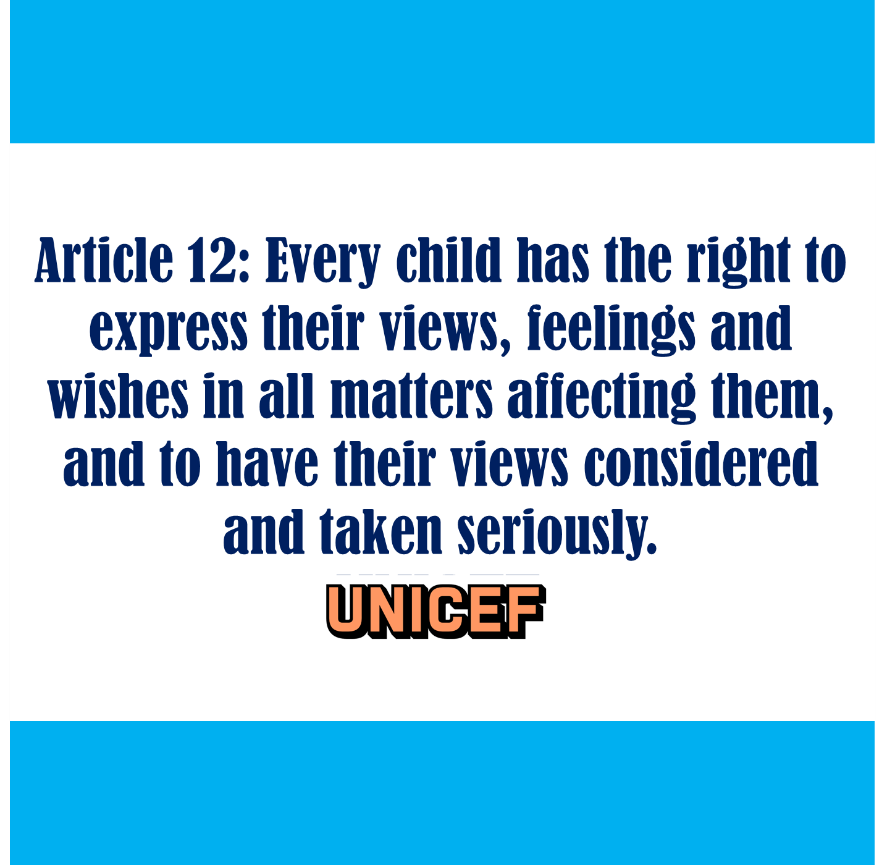 Article 12: Every child has the right to
express their views, feelings and
wishes in all matters affecting them,
and to have their views considered
and taken seriously.
UNICEF